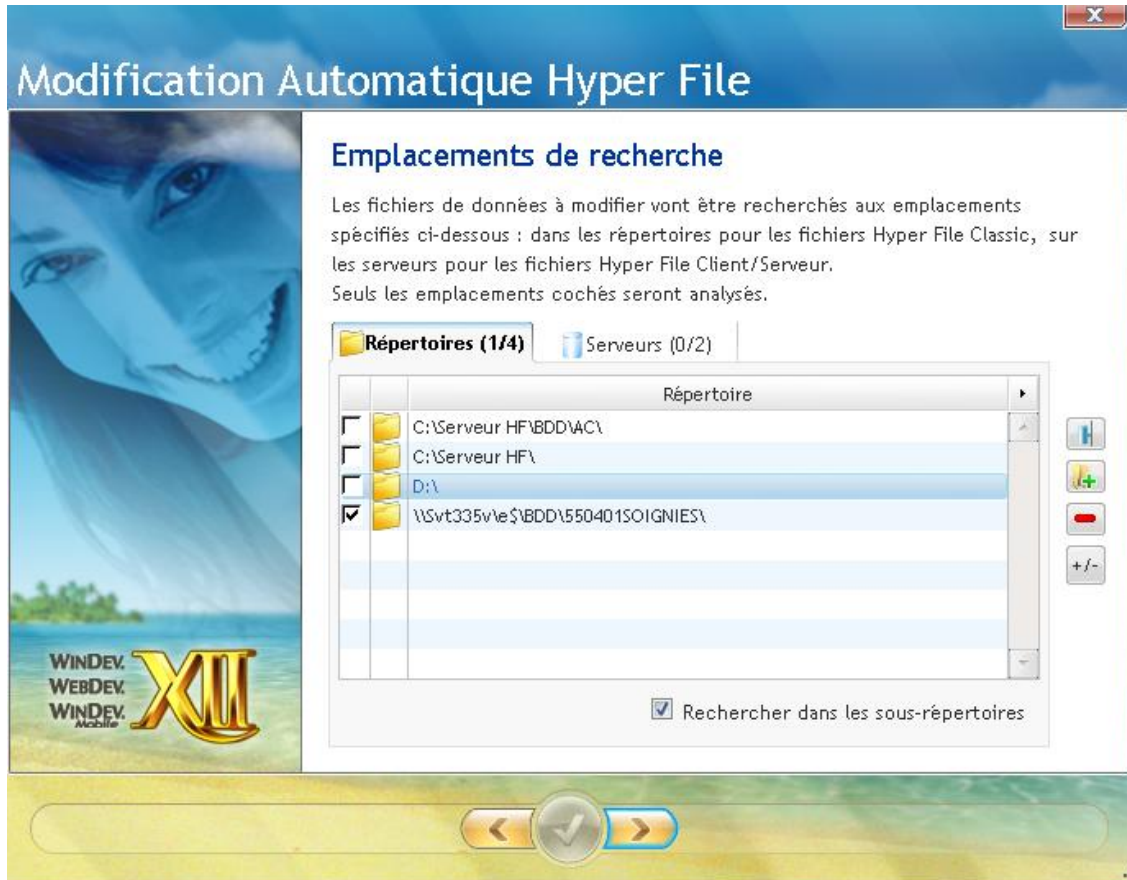 X
Modification Automatique Hyper File
Emplacements de recherche
Les fichiers de données à modifier vont être recherchés aux emplacements
spécifiés ci-dessous : dans les répertoires pour les fichiers Hyper File Classic, sur
les serveurs pour les fichiers Hyper File Client/Serveur.
Seuls les emplacements cochés seront analysés.
Répertoires (1/4) Serveurs (0/2)
Répertoire
C:\Serveur HF\BDD\AC\
C:\Serveur HF\
D:\
\\Svt335v\e$\BDD\550401SOIGNIES\
+/-
Rechercher dans les sous-répertoires
WINDEV.
WEBDEV.
WINDEV.
Mobile
XII